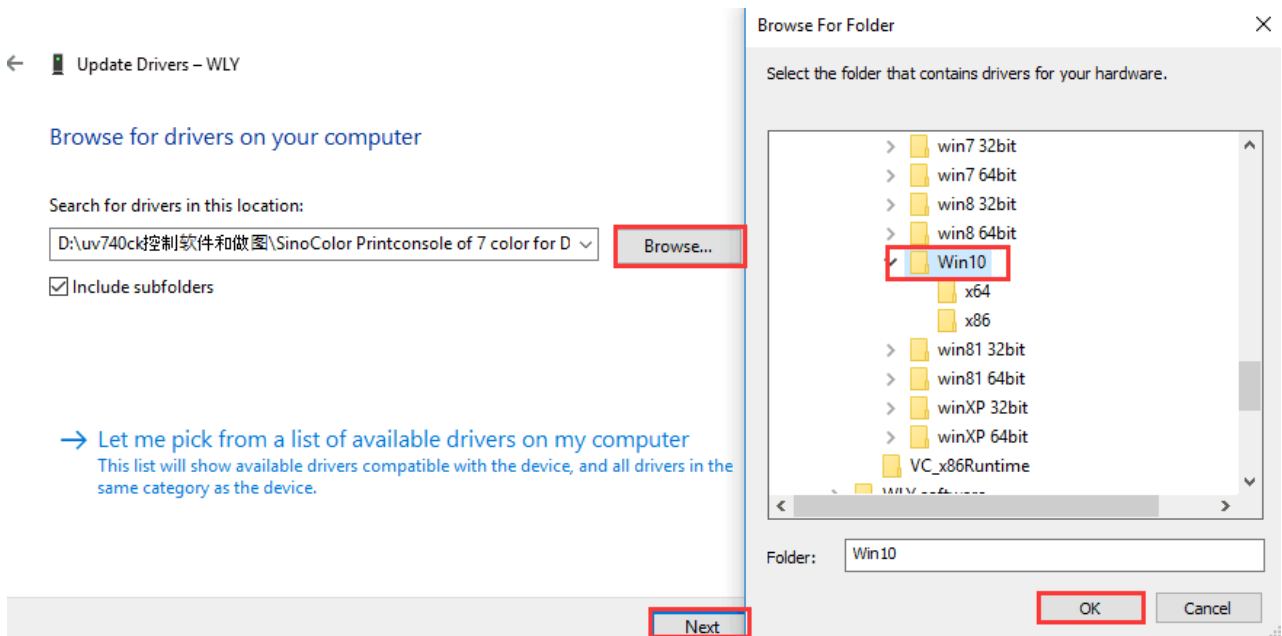 Update Drivers – WLY
Browse for drivers on your computer
Search for drivers in this location:
D:\uv740ck控制软件和做图\SinoColor Printconsole of 7 color for D
Browse...
Include subfolders
Let me pick from a list of available drivers on my computer
This list will show available drivers compatible with the device, and all drivers in the
same category as the device.
Next
Browse For Folder
Select the folder that contains drivers for your hardware.
win7 32bit
win7 64bit
win8 32bit
win8 64bit
Win10
x64
x86
win81 32bit
win81 64bit
winXP 32bit
winXP 64bit
VC_x86Runtime
WLY software
Folder:
Win10
OK
Cancel